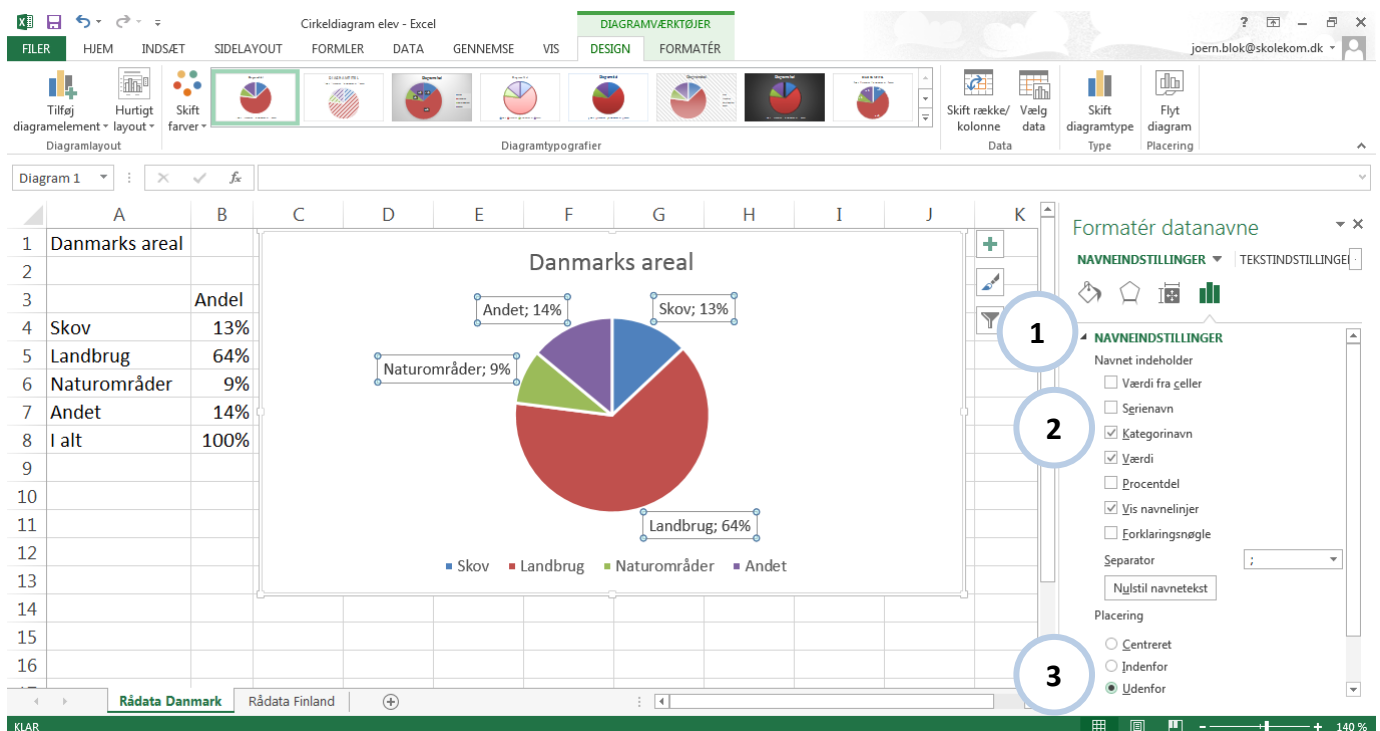 Cirkeldiagram elev - Excel
DIAGRAMVÆRKTØJER
?
FILER HJEM INDSÆT SIDELAYOUT FORMLER DATA GENNEMSE VIS DESIGN FORMATÉR
joern.blok@skolekom.dk
Tilføj diagramelement
Hurtigt layout
Skift farver
Skift række/ kolonne
Vælg data
Skift diagramtype
Flyt diagram
Diagramlayout
Diagramtypografier
Data
Type
Placering
Diagram 1
fx
A B C D E F G H I J K
1 Danmarks areal
2
3 Andel
4 Skov 13%
5 Landbrug 64%
6 Naturområder 9%
7 Andet 14%
8 I alt 100%
9
10
11
12
13
14
15
16
Danmarks areal
Andet; 14%
Skov; 13%
Naturområder; 9%
Landbrug; 64%
Skov Landbrug Naturområder Andet
Formatér datanavne
NAVNEINDSTILLINGER TEKSTINDSTILLINGE
1
NAVNEINDSTILLINGER
Navnet indeholder
Værdi fra celler
Serienavn
2
Kategorinavn
Værdi
Procentdel
Vis navnelinjer
Forklaringsnøgle
Separator ;
Nulstil navnetekst
Placering
Centreret
Indenfor
3
Udenfor
Rådata Danmark Rådata Finland
KLAR
140 %